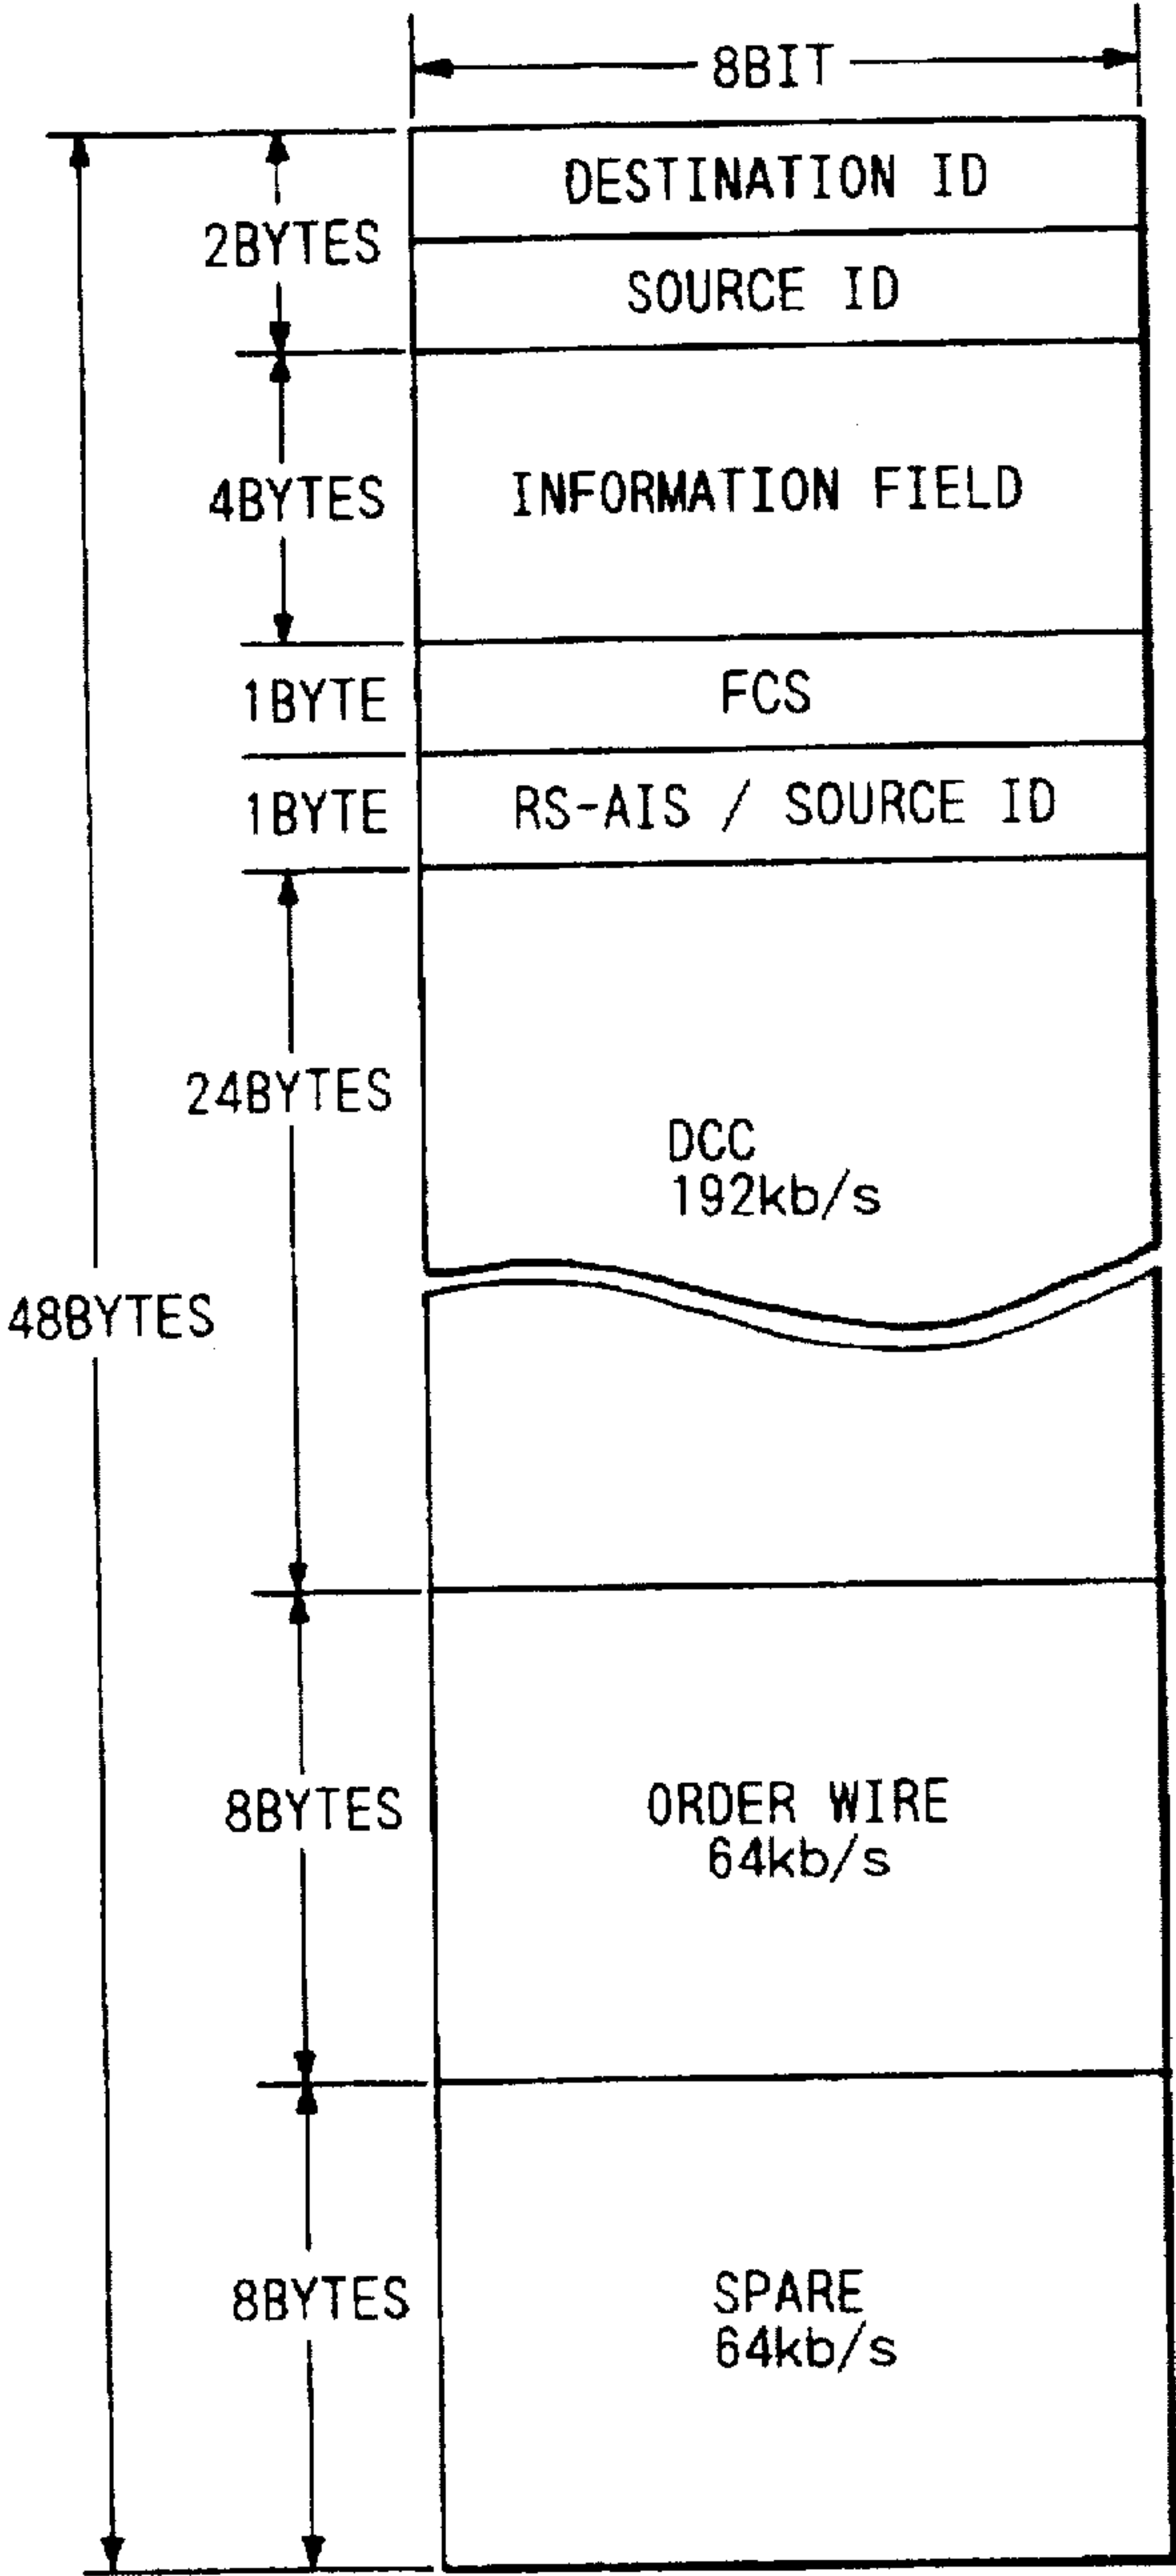 8BIT
DESTINATION ID
2BYTES
SOURCE ID
4BYTES
INFORMATION FIELD
1BYTE
FCS
1BYTE
RS-AIS / SOURCE ID
24BYTES
DCC
192kb/s
48BYTES
8BYTES
ORDER WIRE
64kb/s
8BYTES
SPARE
64kb/s